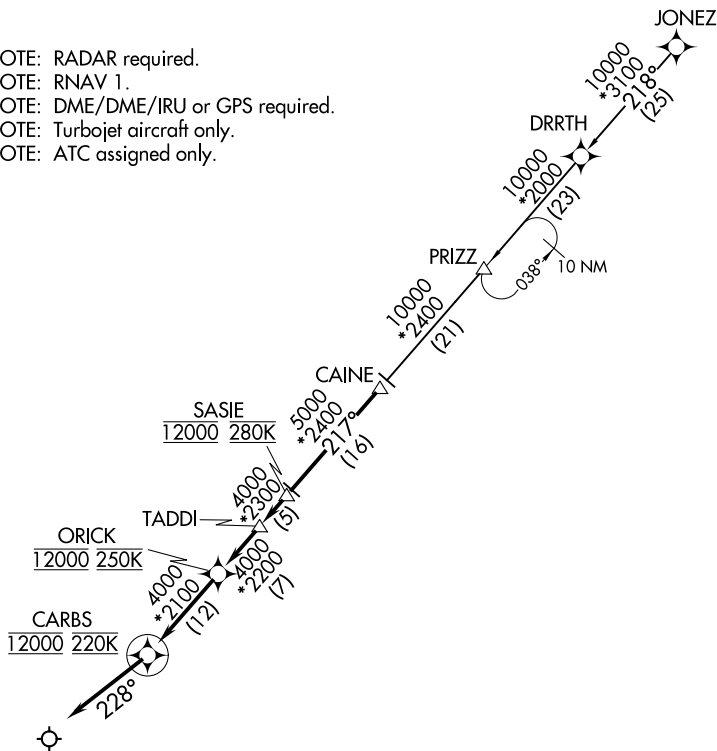 JONEZ
OTE: RADAR required.
OTE: RNAV 1.
OTE: DME/DME/IRU or GPS required.
OTE: Turbojet aircraft only.
OTE: ATC assigned only.
10000
*3100
218°
(25)
DRRTH
10000
*2000
(23)
PRIZZ
038°
10 NM
10000
*2400
(21)
CAINE
SASIE
12000 280K
5000
*2400
217°
(16)
4000
*2300
(5)
TADDI
ORICK
12000 250K
4000
*2200
(7)
4000
*2100
(12)
CARBS
12000 220K
228°